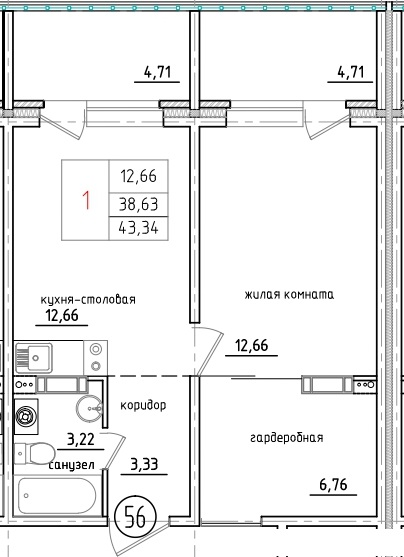 4,71
4,71
1
12,66
38,63
43,34
кухня-столовая
12,66
жилая комната
12,66
коридор
3,33
3,22
санузел
гардеробная
6,76
56